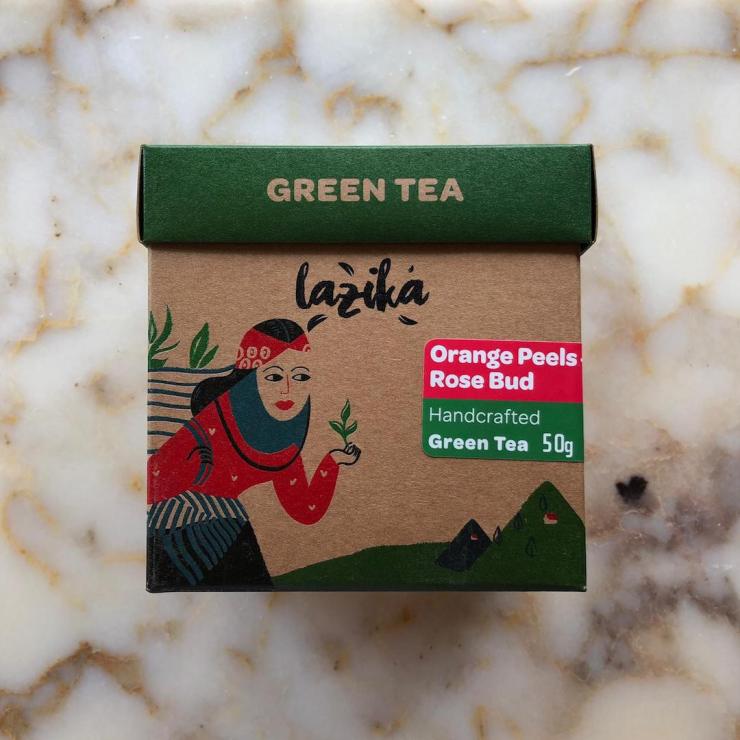 GREEN TEA
lazika
Orange Peels -
Rose Bud
Handcrafted
Green Tea 50g